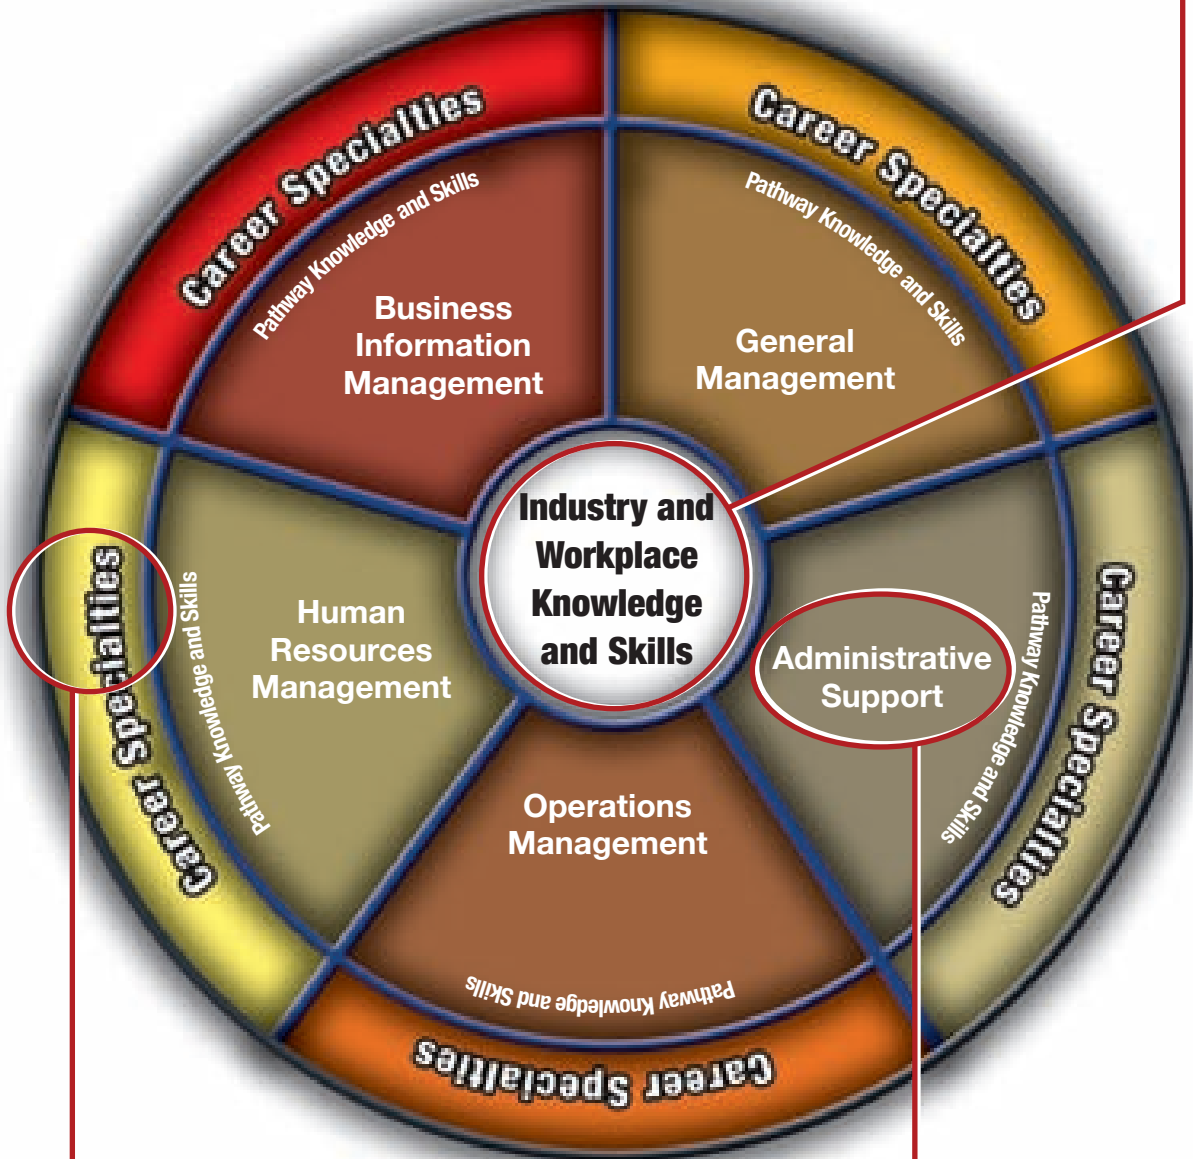 Career Specialties
Pathway Knowledge and Skills
Business
Information
Management
Career Specialties
Pathway Knowledge and Skills
General
Management
Industry and
Workplace
Knowledge
and Skills
Career Specialties
Pathway Knowledge and Skills
Human
Resources
Management
Administrative
Support
Pathway Knowledge and Skills
Career Specialties
Operations
Management
Pathway Knowledge and Skills
Career Specialties